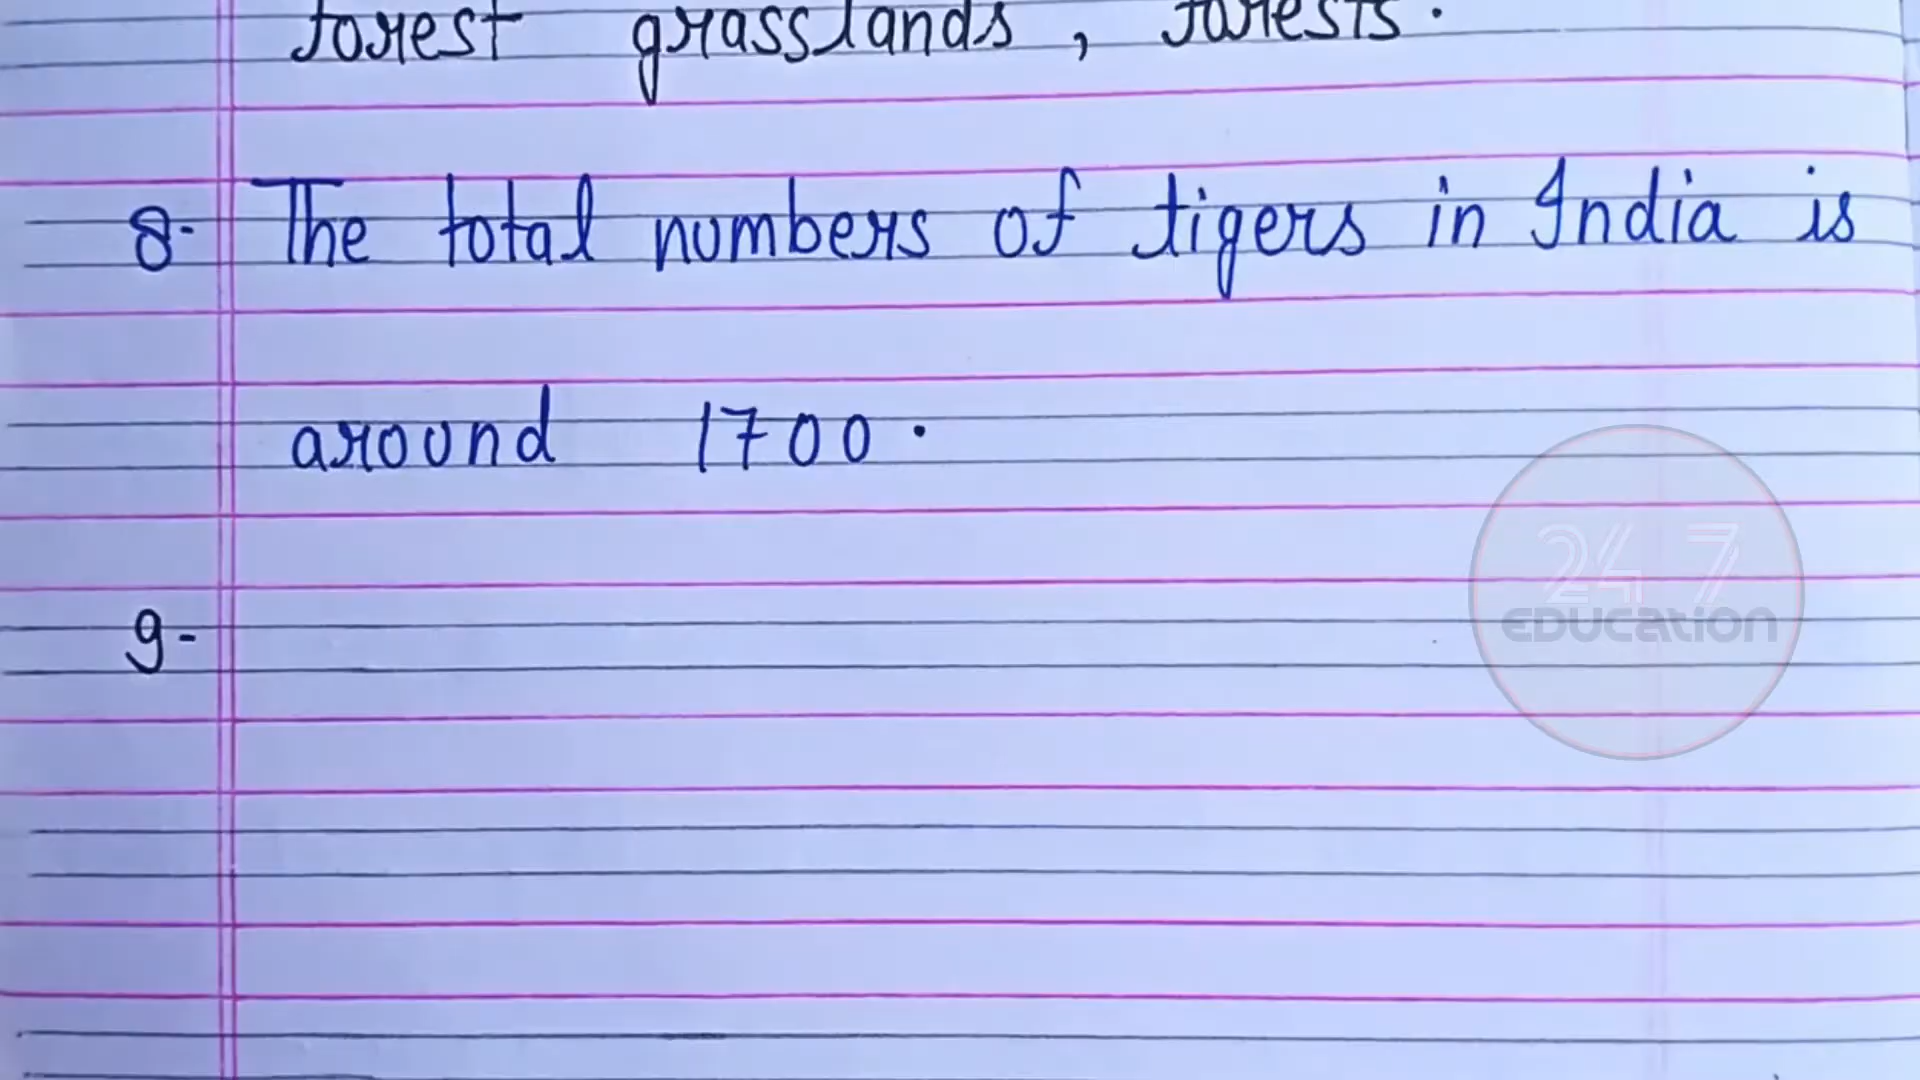 forest grasslands, forests.
8. The total numbers of tigers in India is
around 1700.
24 7
EDUCATION
9-